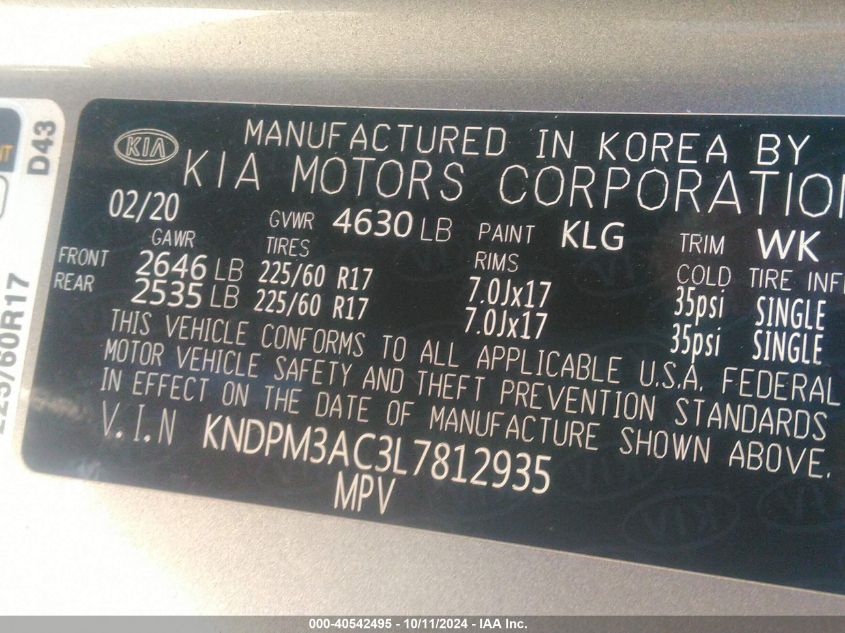 KIA
MANUFACTURED IN KOREA BY
KIA MOTORS CORPORATION
02/20 GVWR 4630 LB PAINT KLG TRIM WK
GAWR TIRES RIMS COLD TIRE
FRONT 2646 LB 225/60 R17 7.0Jx17 35psi SINGLE
REAR 2535 LB 225/60 R17 7.0Jx17 35psi SINGLE
THIS VEHICLE CONFORMS TO ALL APPLICABLE U.S.A. FEDERAL
MOTOR VEHICLE SAFETY AND THEFT PREVENTION STANDARDS
IN EFFECT ON THE DATE OF MANUFACTURE SHOWN ABOVE.
V.I.N KNDPM3AC3L7812935
MPV
D43
225/60R17
000-40542495 - 10/11/2024 - IAA Inc.